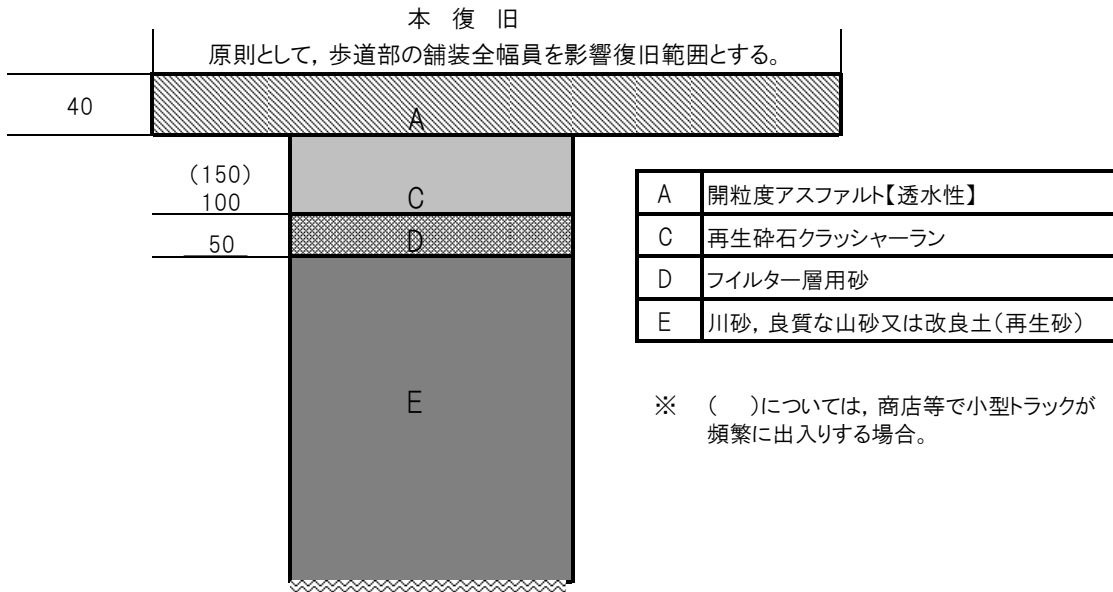 本 復 旧
原則として，歩道部の舗装全幅員を影響復旧範囲とする。
40
A
(150)
100
C
50
D
E
A 開粒度アスファルト【透水性】
C 再生砕石クラッシャーラン
D フイルター層用砂
E 川砂，良質な山砂又は改良土（再生砂）
※ （　）については，商店等で小型トラックが
頻繁に出入りする場合。